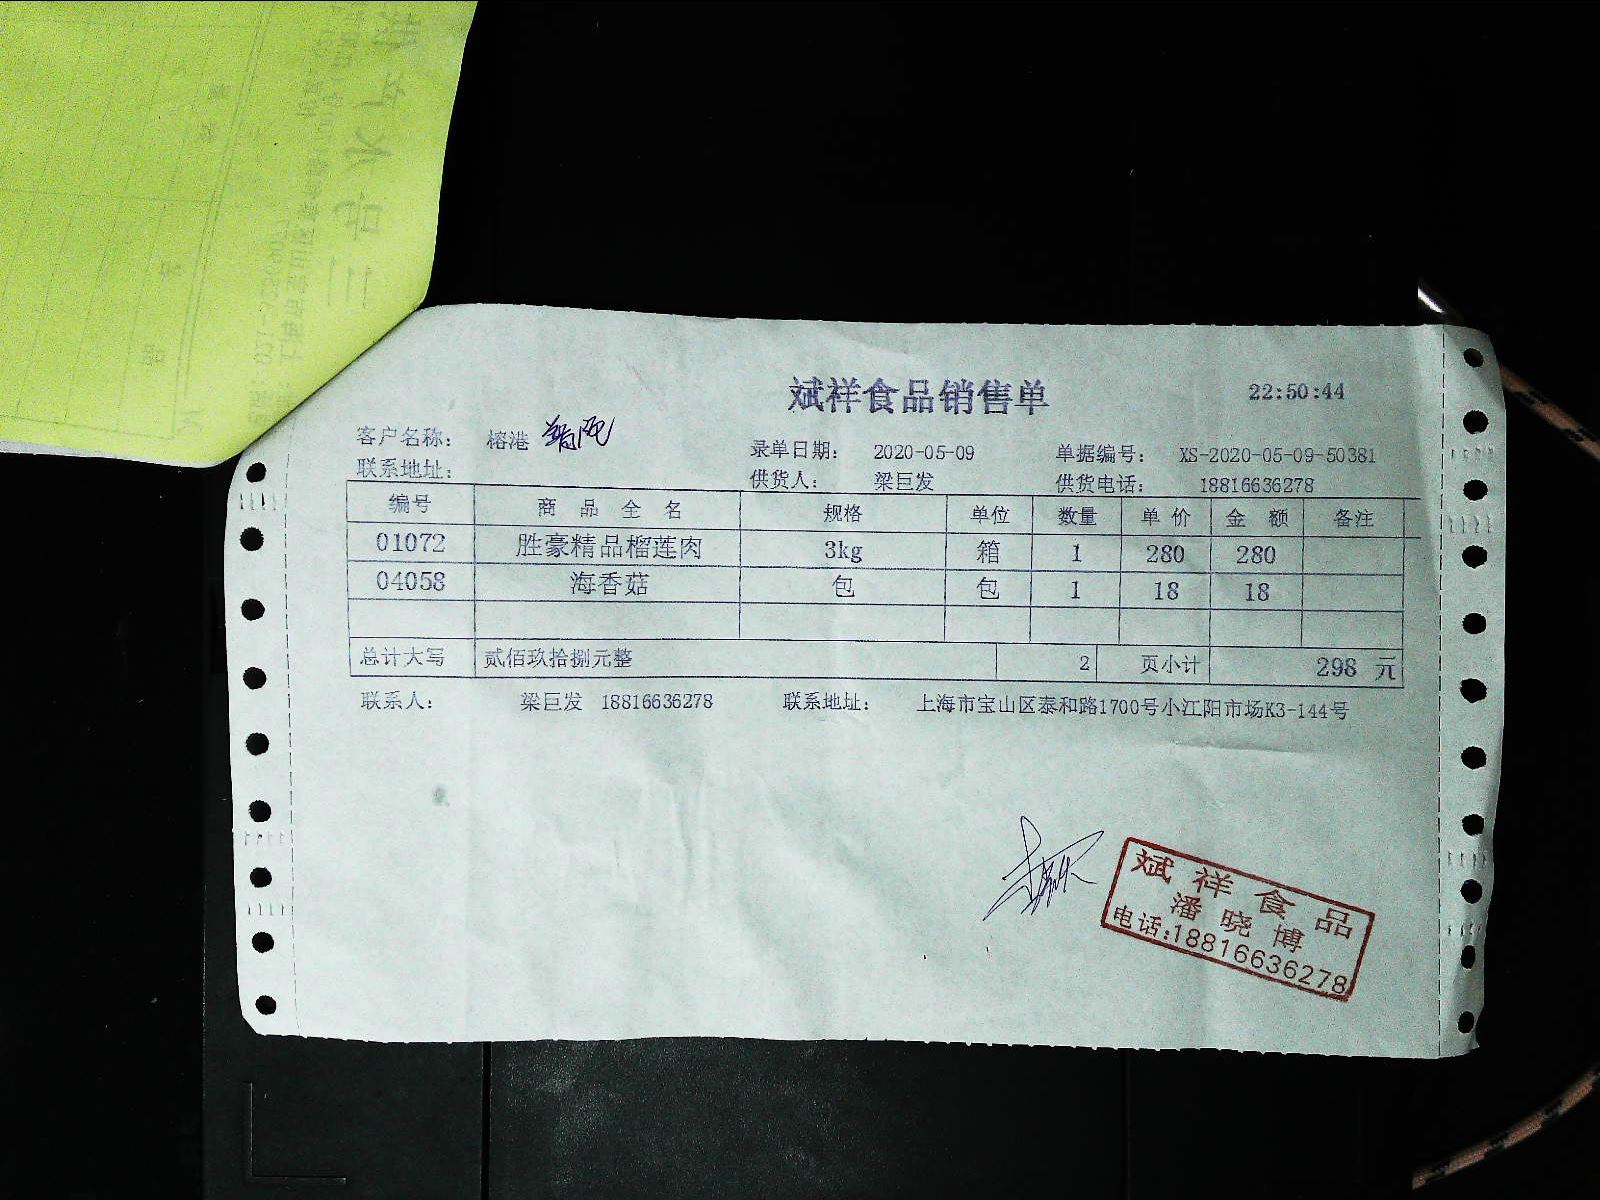 斌祥食品销售单
22:50:44
客户名称： 榕港
录单日期： 2020-05-09 单据编号： XS-2020-05-09-50381
联系地址： 供货人： 梁巨发 供货电话： 18816636278
编号 商 品 全 名 规格 单位 数量 单 价 金 额 备注
01072 胜豪精品榴莲肉 3kg 箱 1 280 280
04058 海香菇 包 包 1 18 18
总计大写 贰佰玖拾捌元整 2 页小计 298 元
联系人： 梁巨发 18816636278 联系地址： 上海市宝山区泰和路1700号小江阳市场K3-144号
斌祥食品
潘晓博
电话:18816636278